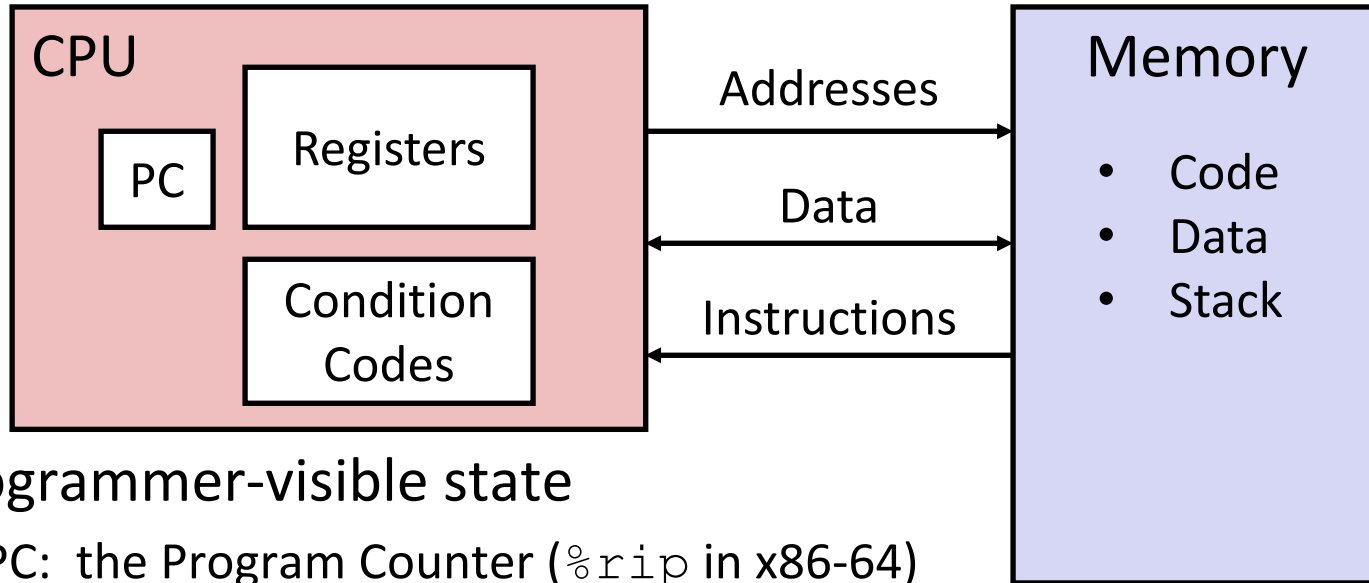 CPU
PC
Registers
Condition
Codes
Addresses
Data
Instructions
Memory
• Code
• Data
• Stack
ogrammer-visible state
PC: the Program Counter (%rip in x86-64)